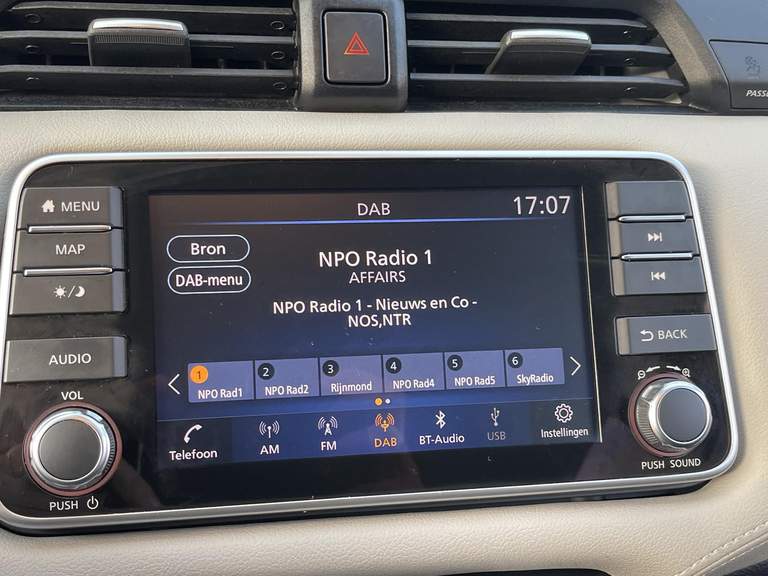 PASSE
MENU
MAP
AUDIO
VOL
PUSH
DAB
17:07
Bron
DAB-menu
NPO Radio 1
AFFAIRS
NPO Radio 1 - Nieuws en Co -
NOS,NTR
1 2 3 4 5 6
NPO Rad1 NPO Rad2 Rijnmond NPO Rad4 NPO Rad5 SkyRadio
Telefoon AM FM DAB BT-Audio USB Instellingen
BACK
PUSH SOUND